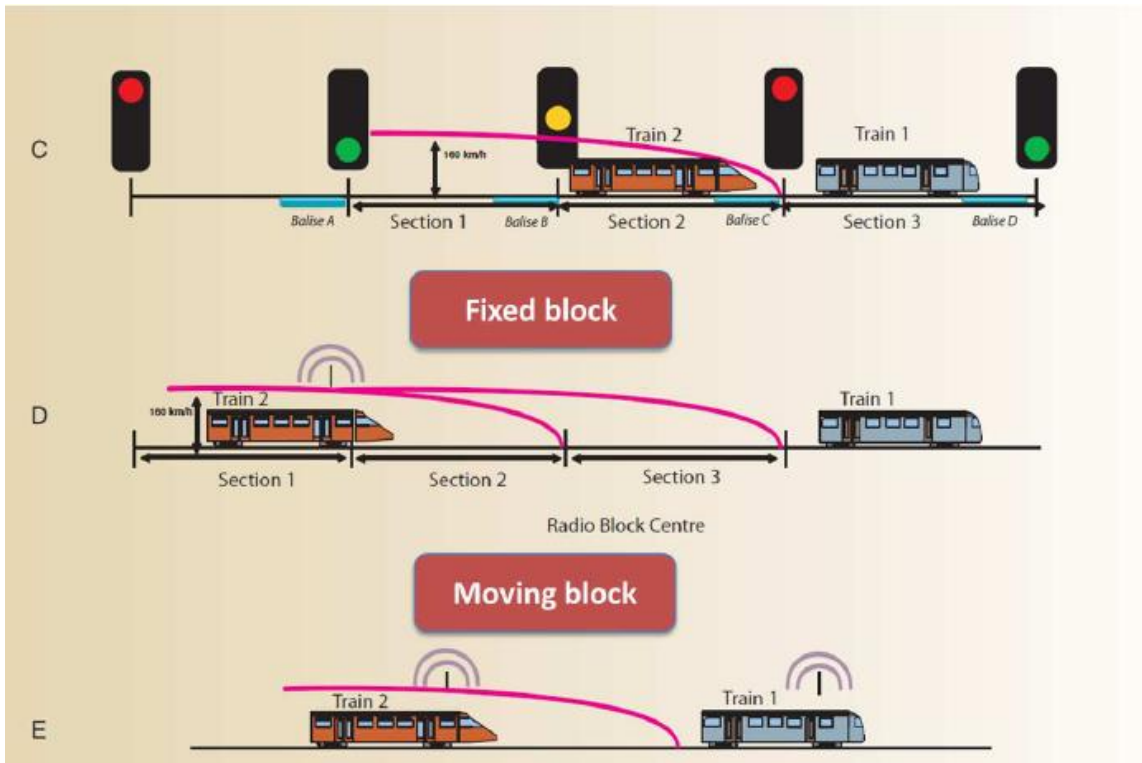 C
160 km/h
Train 2
Train 1
Balise A
Section 1
Balise B
Section 2
Balise C
Section 3
Balise D
Fixed block
D
160 km/h
Train 2
Train 1
Section 1
Section 2
Section 3
Radio Block Centre
Moving block
E
Train 2
Train 1